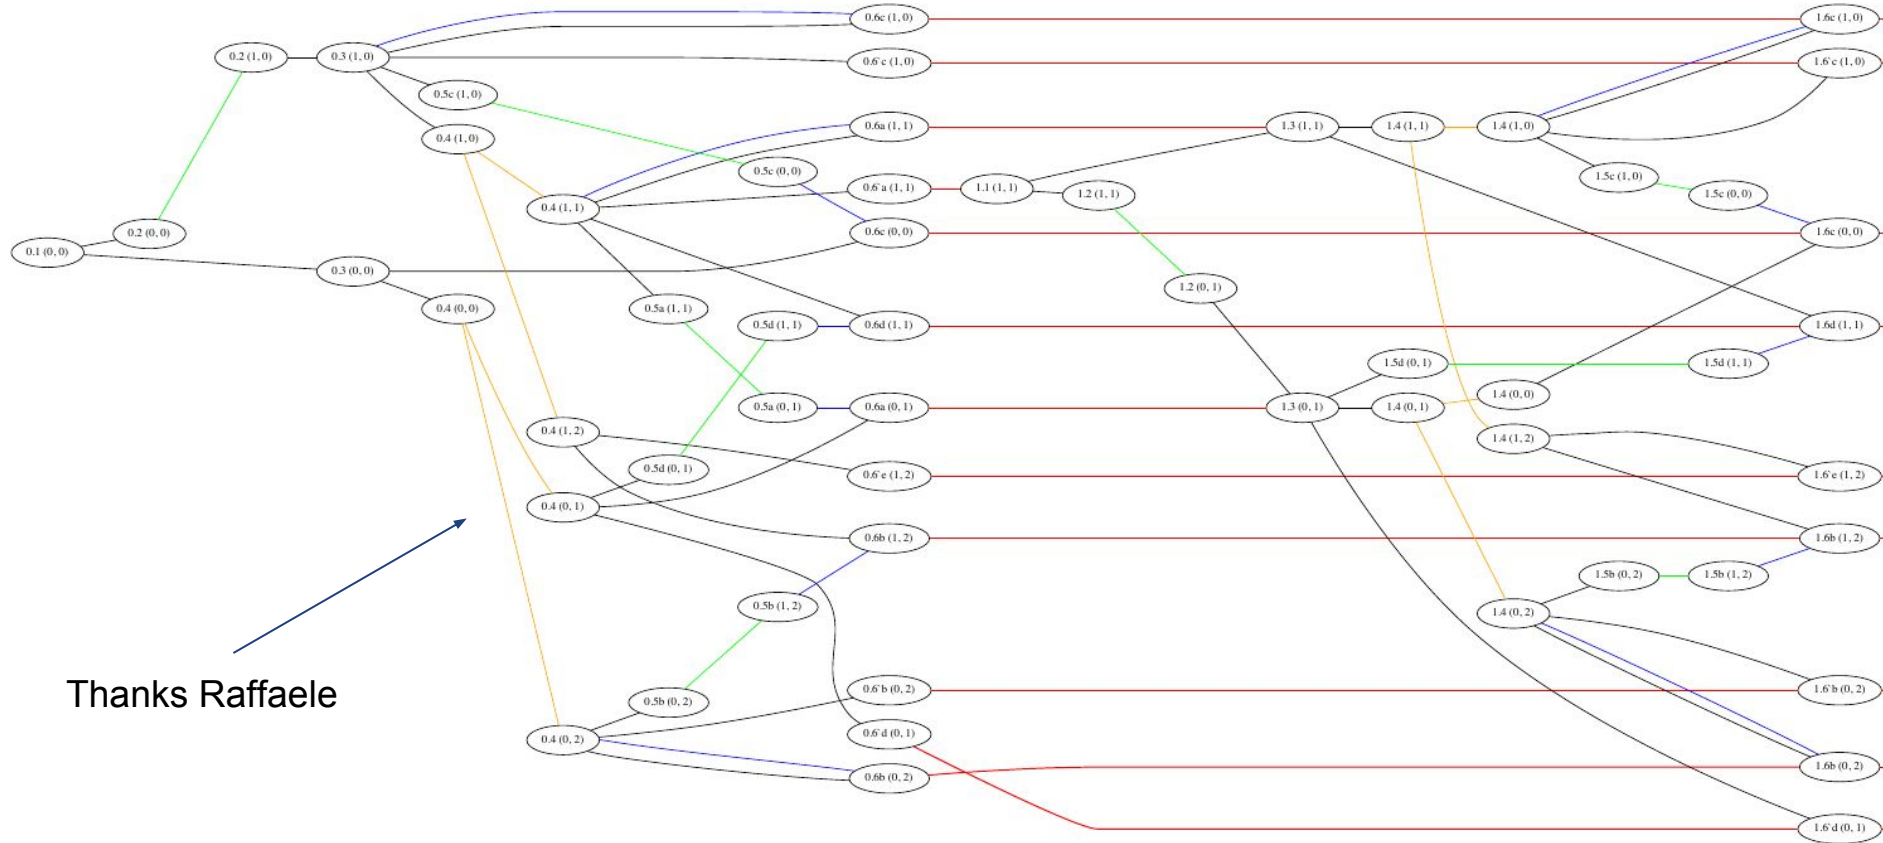 0.6c (1, 0)
1.6c (1, 0)
0.2 (1, 0)
0.3 (1, 0)
0.6`c (1, 0)
1.6`c (1, 0)
0.5c (1, 0)
0.4 (1, 0)
0.6a (1, 1)
1.3 (1, 1)
1.4 (1, 1)
1.4 (1, 0)
0.5c (0, 0)
1.5c (1, 0)
0.6`a (1, 1)
1.1 (1, 1)
1.2 (1, 1)
1.5c (0, 0)
0.4 (1, 1)
0.2 (0, 0)
0.6c (0, 0)
1.6c (0, 0)
0.1 (0, 0)
0.3 (0, 0)
1.2 (0, 1)
0.4 (0, 0)
0.5a (1, 1)
0.5d (1, 1)
0.6d (1, 1)
1.6d (1, 1)
1.5d (0, 1)
1.5d (1, 1)
1.4 (0, 0)
0.5a (0, 1)
0.6a (0, 1)
1.3 (0, 1)
1.4 (0, 1)
0.4 (1, 2)
1.4 (1, 2)
0.5d (0, 1)
0.6`e (1, 2)
1.6`e (1, 2)
0.4 (0, 1)
0.6b (1, 2)
1.6b (1, 2)
1.5b (0, 2)
1.5b (1, 2)
0.5b (1, 2)
1.4 (0, 2)
Thanks Raffaele
0.6`b (0, 2)
1.6`b (0, 2)
0.5b (0, 2)
0.4 (0, 2)
0.6`d (0, 1)
0.6b (0, 2)
1.6b (0, 2)
1.6`d (0, 1)